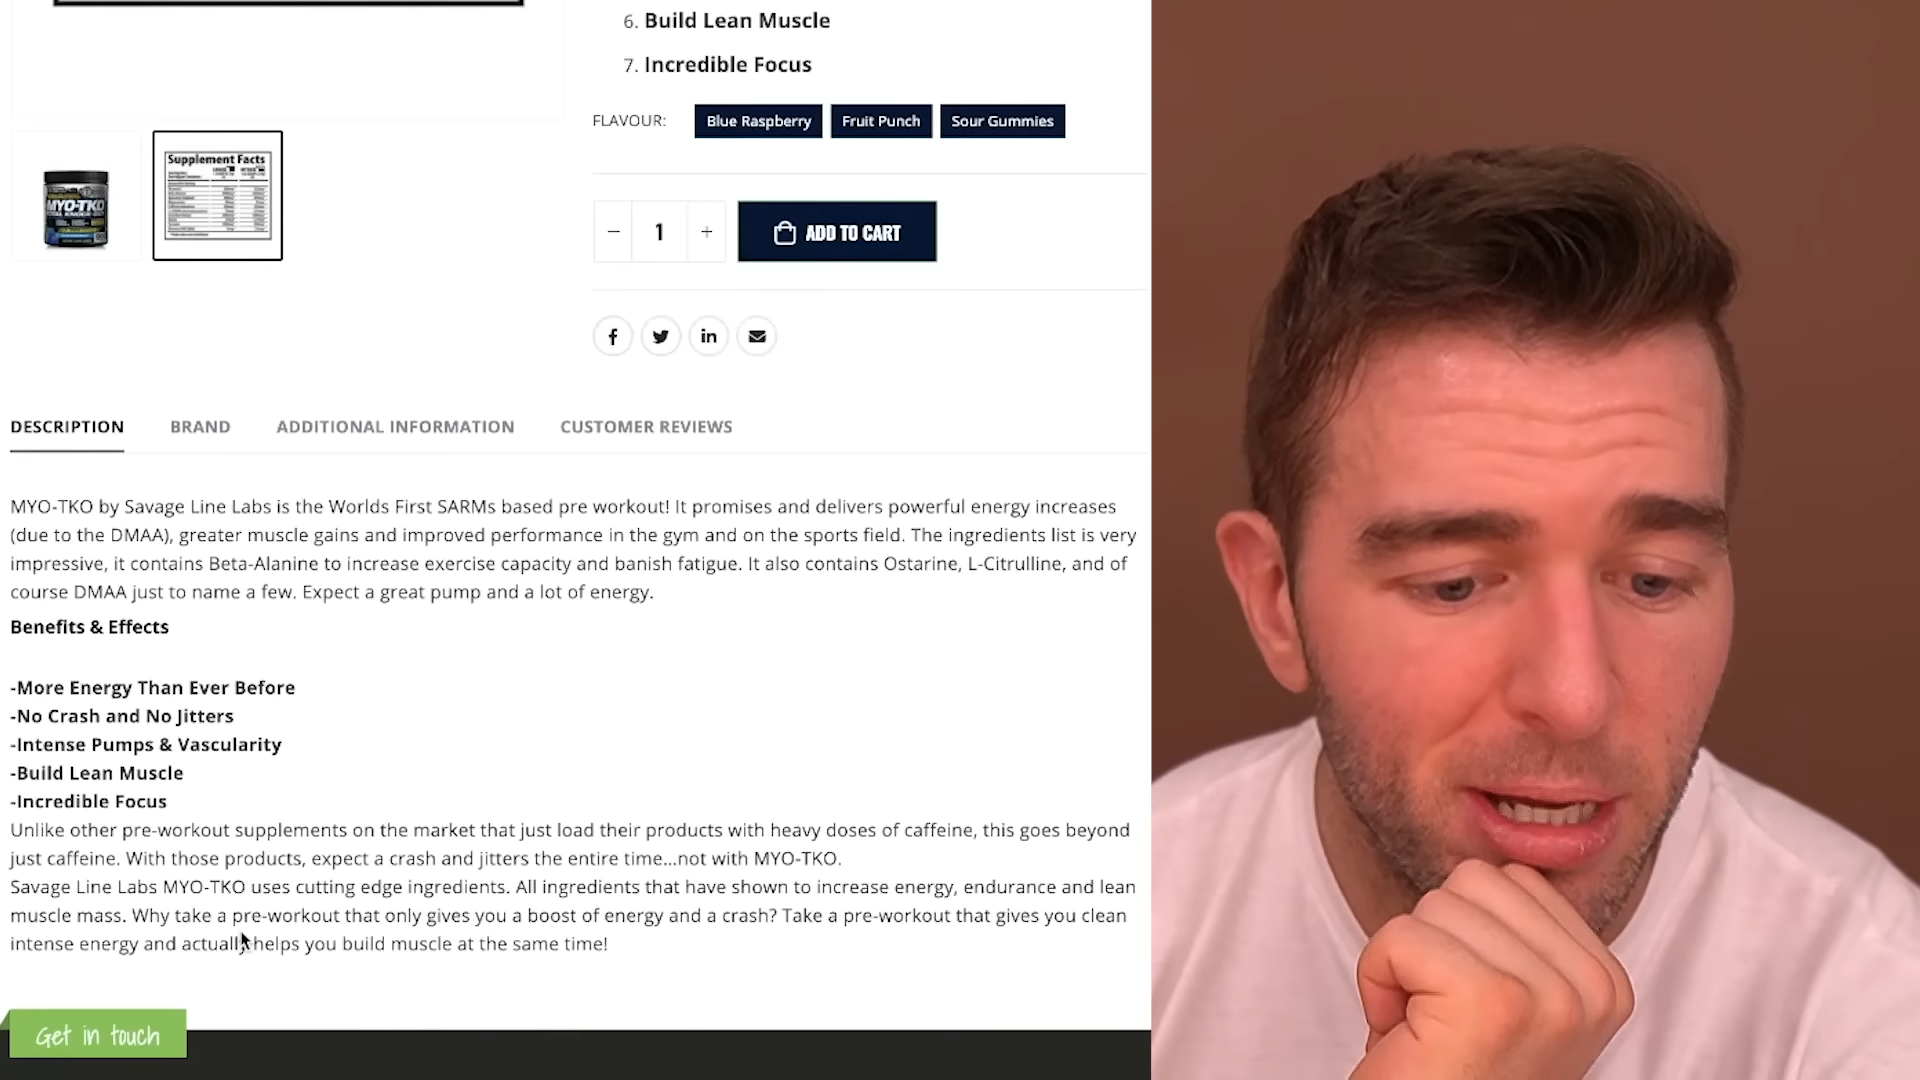 6. Build Lean Muscle
7. Incredible Focus
FLAVOUR: Blue Raspberry Fruit Punch Sour Gummies
Supplement Facts
MYO-TKO
− 1 + ADD TO CART
DESCRIPTION BRAND ADDITIONAL INFORMATION CUSTOMER REVIEWS
MYO-TKO by Savage Line Labs is the Worlds First SARMs based pre workout! It promises and delivers powerful energy increases
(due to the DMAA), greater muscle gains and improved performance in the gym and on the sports field. The ingredients list is very
impressive, it contains Beta-Alanine to increase exercise capacity and banish fatigue. It also contains Ostarine, L-Citrulline, and of
course DMAA just to name a few. Expect a great pump and a lot of energy.
Benefits & Effects
-More Energy Than Ever Before
-No Crash and No Jitters
-Intense Pumps & Vascularity
-Build Lean Muscle
-Incredible Focus
Unlike other pre-workout supplements on the market that just load their products with heavy doses of caffeine, this goes beyond
just caffeine. With those products, expect a crash and jitters the entire time...not with MYO-TKO.
Savage Line Labs MYO-TKO uses cutting edge ingredients. All ingredients that have shown to increase energy, endurance and lean
muscle mass. Why take a pre-workout that only gives you a boost of energy and a crash? Take a pre-workout that gives you clean
intense energy and actually helps you build muscle at the same time!
Get in touch